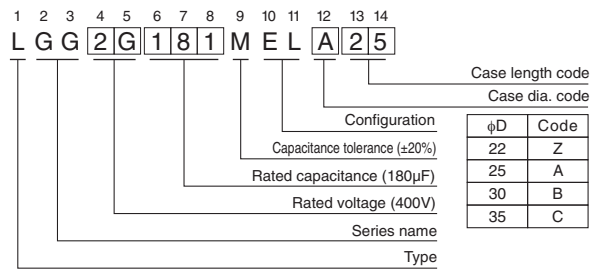 1 2 3 4 5 6 7 8 9 10 11 12 13 14
L G G 2 G 1 8 1 M E L A 2 5
Case length code
Case dia. code
Configuration
Capacitance tolerance (±20%)
Rated capacitance (180µF)
Rated voltage (400V)
Series name
Type
ϕD Code
22 Z
25 A
30 B
35 C